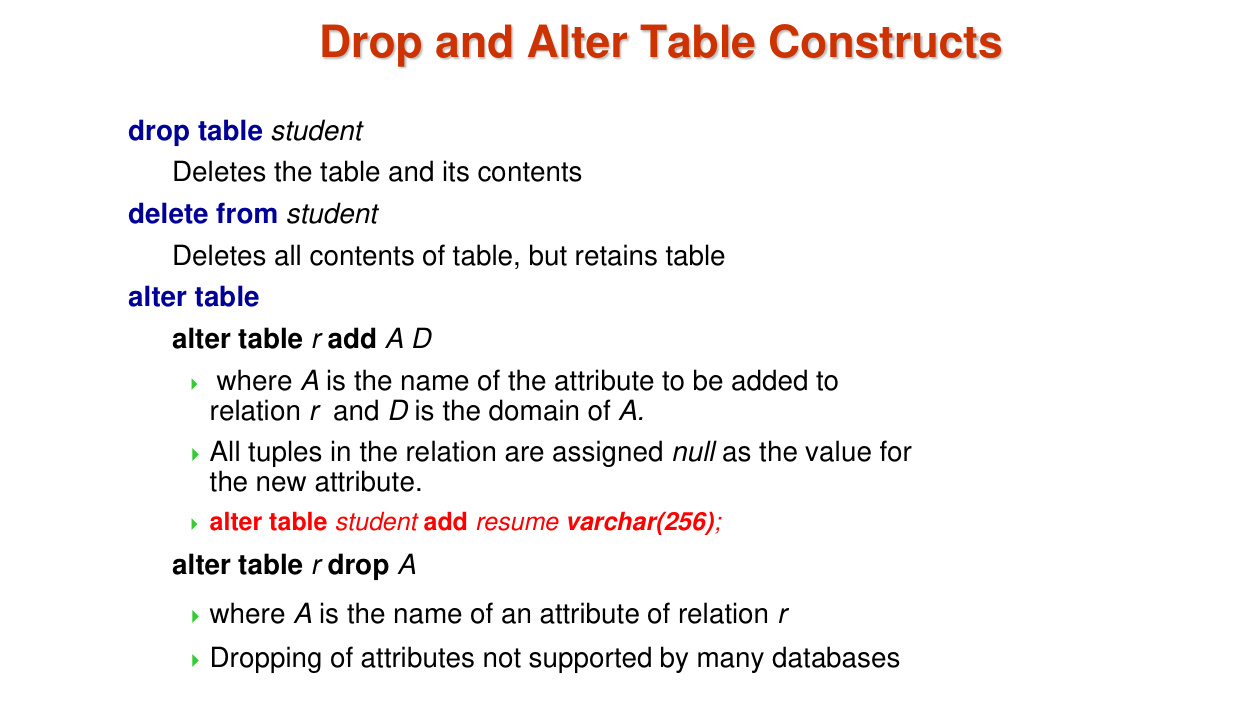 Drop and Alter Table Constructs
drop table student
Deletes the table and its contents
delete from student
Deletes all contents of table, but retains table
alter table
alter table r add A D
where A is the name of the attribute to be added to
relation r and D is the domain of A.
All tuples in the relation are assigned null as the value for
the new attribute.
alter table student add resume varchar(256);
alter table r drop A
where A is the name of an attribute of relation r
Dropping of attributes not supported by many databases